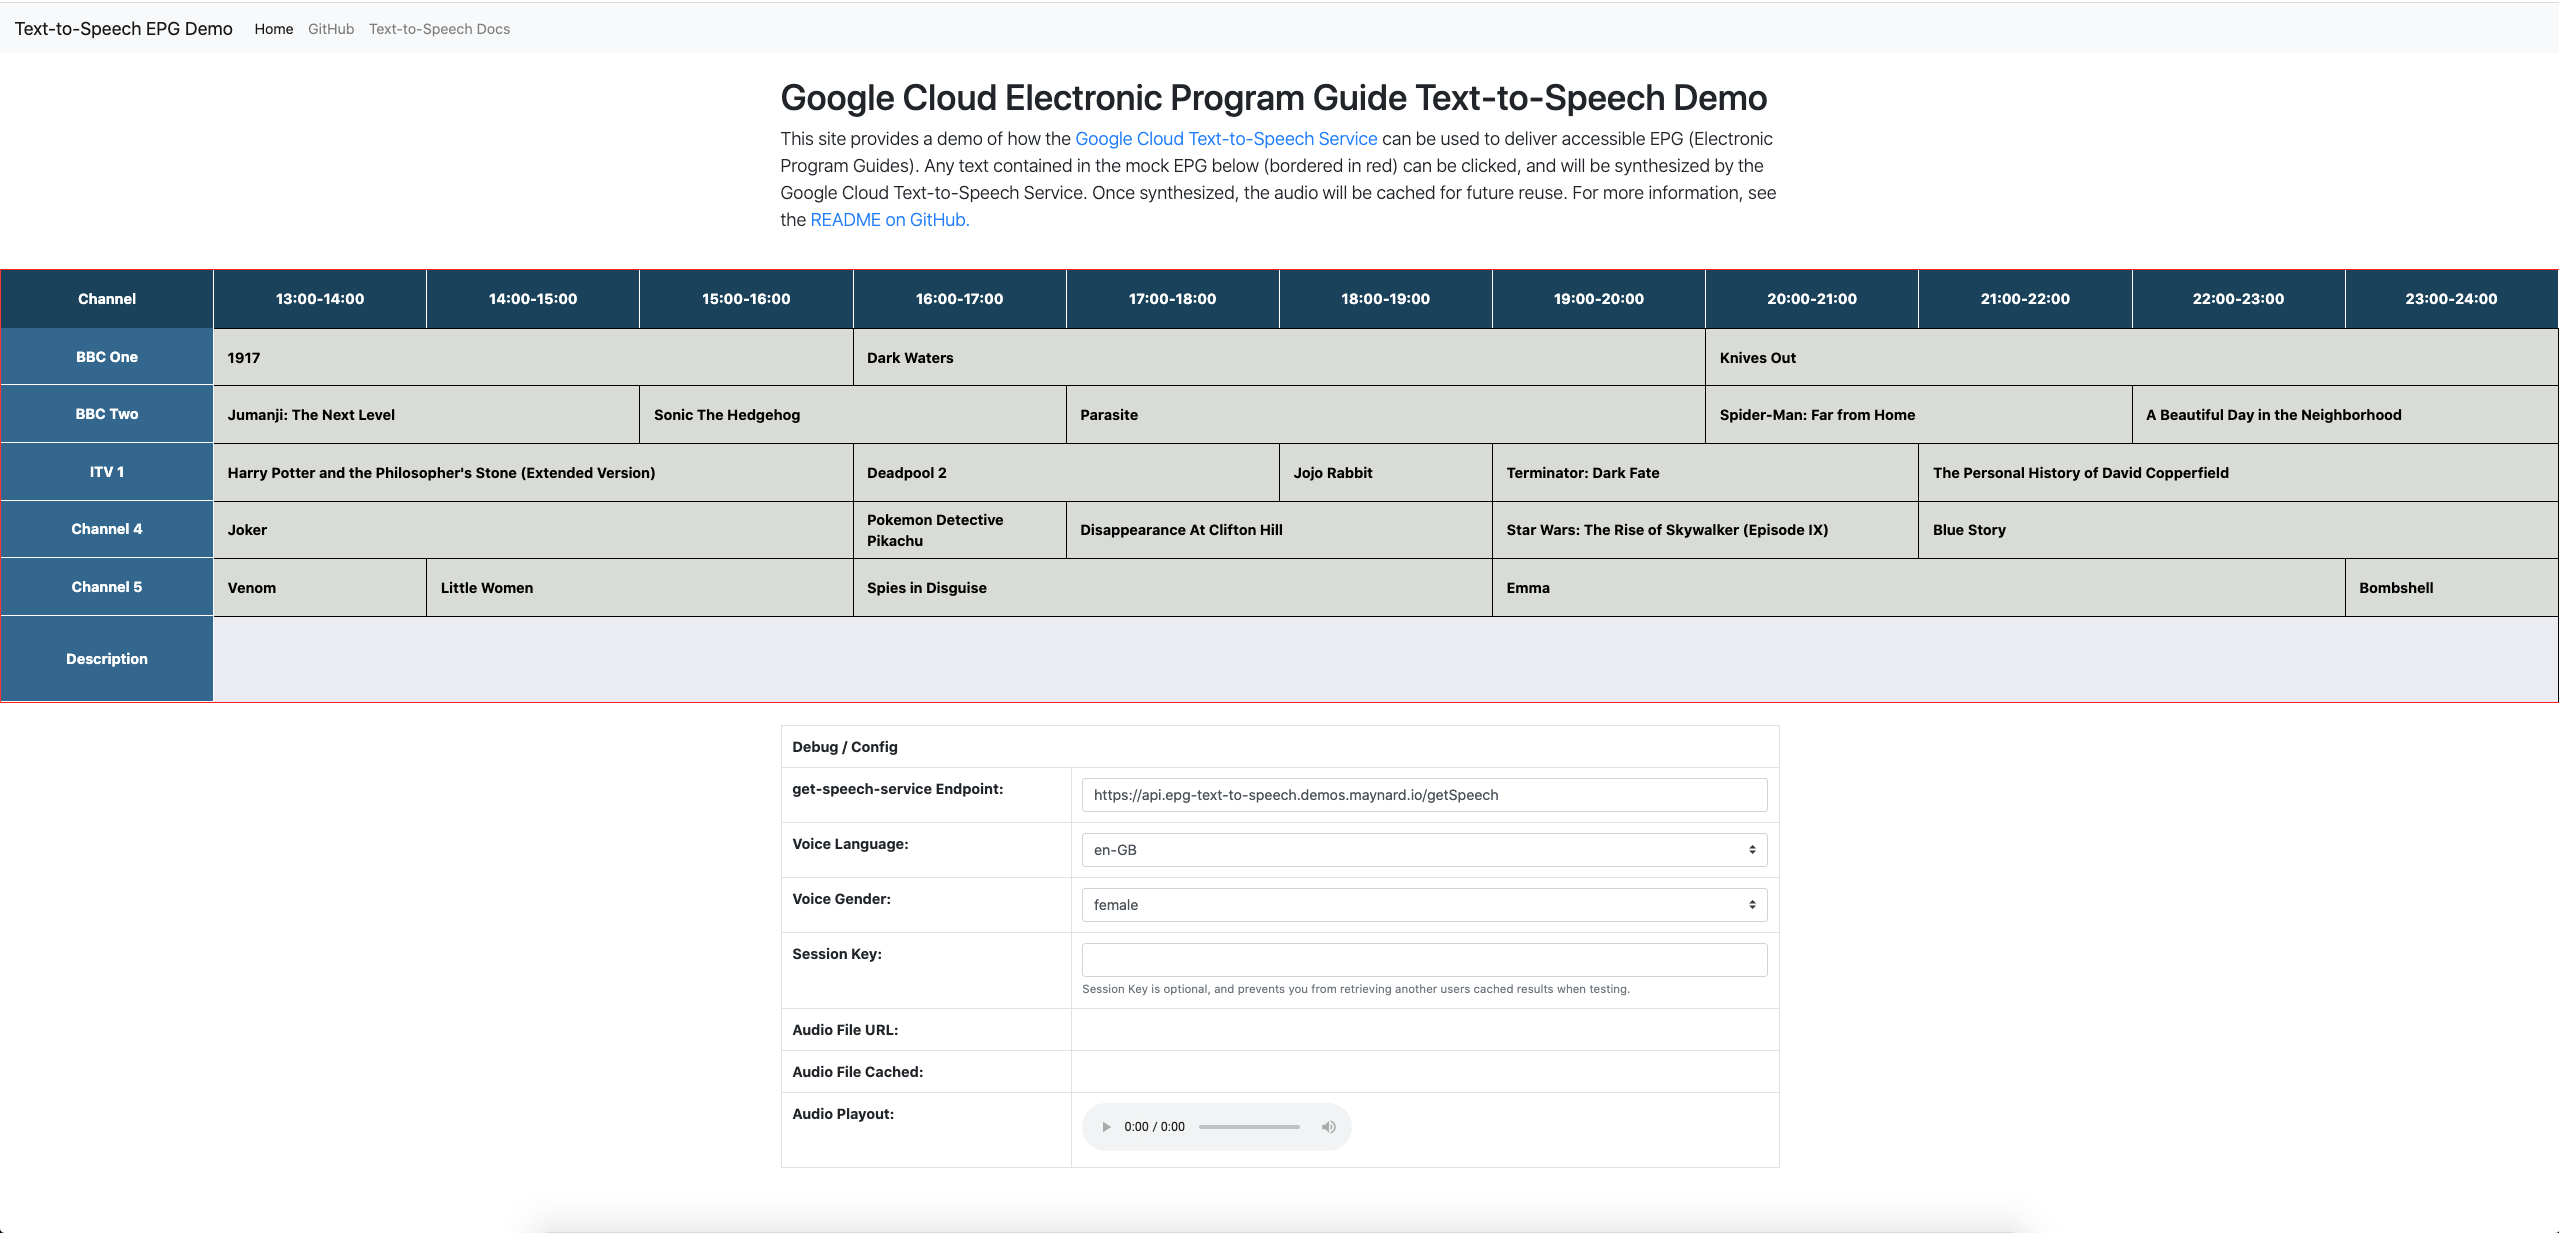 Text-to-Speech EPG Demo Home GitHub Text-to-Speech Docs
Google Cloud Electronic Program Guide Text-to-Speech Demo
This site provides a demo of how the Google Cloud Text-to-Speech Service can be used to deliver accessible EPG (Electronic
Program Guides). Any text contained in the mock EPG below (bordered in red) can be clicked, and will be synthesized by the
Google Cloud Text-to-Speech Service. Once synthesized, the audio will be cached for future reuse. For more information, see
the README on GitHub.
Channel 13:00-14:00 14:00-15:00 15:00-16:00 16:00-17:00 17:00-18:00 18:00-19:00 19:00-20:00 20:00-21:00 21:00-22:00 22:00-23:00 23:00-24:00
BBC One 1917 Dark Waters Knives Out
BBC Two Jumanji: The Next Level Sonic The Hedgehog Parasite Spider-Man: Far from Home A Beautiful Day in the Neighborhood
ITV 1 Harry Potter and the Philosopher's Stone (Extended Version) Deadpool 2 Jojo Rabbit Terminator: Dark Fate The Personal History of David Copperfield
Channel 4 Joker Pokemon Detective Pikachu Disappearance At Clifton Hill Star Wars: The Rise of Skywalker (Episode IX) Blue Story
Channel 5 Venom Little Women Spies in Disguise Emma Bombshell
Description
Debug / Config
get-speech-service Endpoint: https://api.epg-text-to-speech.demos.maynard.io/getSpeech
Voice Language: en-GB
Voice Gender: female
Session Key:
Session Key is optional, and prevents you from retrieving another users cached results when testing.
Audio File URL:
Audio File Cached:
Audio Playout: 0:00 / 0:00